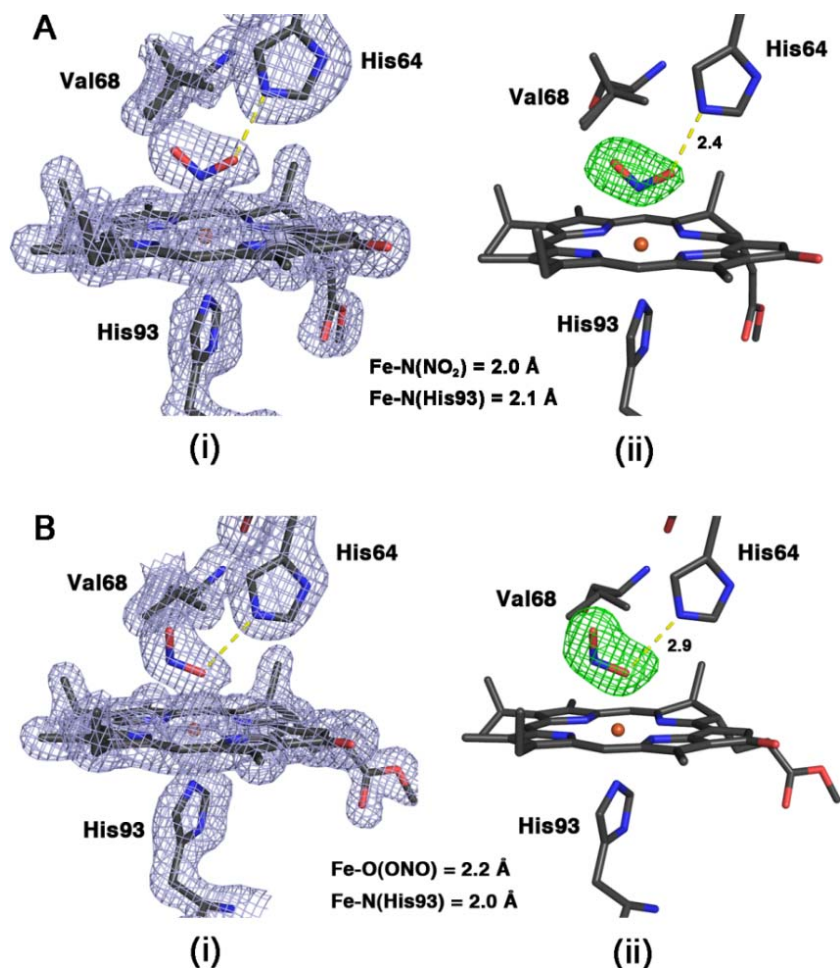 A
His64
Val68
His93
(i)
His64
Val68
2.4
His93
(ii)
Fe-N(NO₂) = 2.0 Å
Fe-N(His93) = 2.1 Å
B
His64
Val68
His93
(i)
His64
Val68
2.9
His93
(ii)
Fe-O(ONO) = 2.2 Å
Fe-N(His93) = 2.0 Å